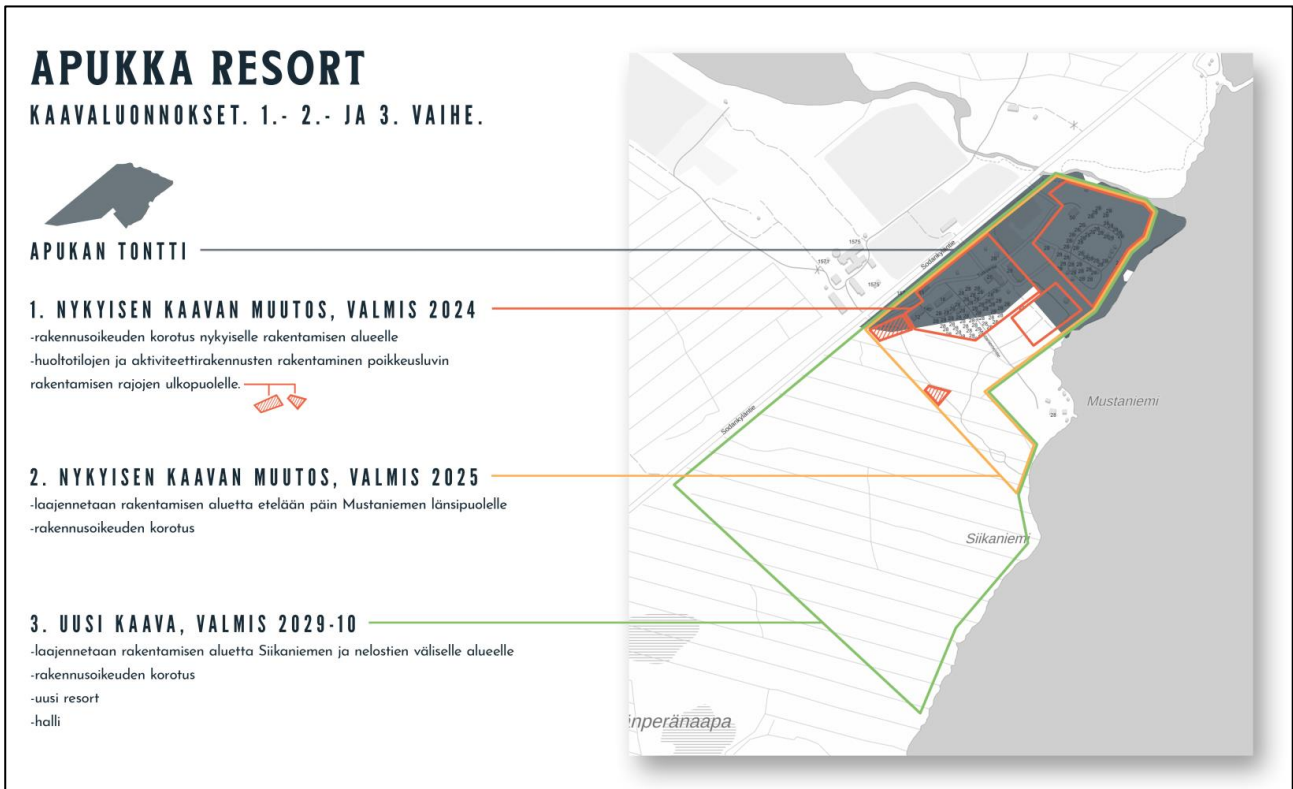 APUKKA RESORT
KAAVALUONNOKSET. 1.- 2.- JA 3. VAIHE.
APUKAN TONTTI
1. NYKYISEN KAAVAN MUUTOS, VALMIS 2024
-rakennusoikeuden korotus nykyiselle rakentamisen alueelle
-huoltotilojen ja aktiviteettirakennusten rakentaminen poikkeusluvin
rakentamisen rajojen ulkopuolelle.
2. NYKYISEN KAAVAN MUUTOS, VALMIS 2025
-laajennetaan rakentamisen aluetta etelään päin Mustaniemen länsipuolelle
-rakennusoikeuden korotus
3. UUSI KAAVA, VALMIS 2029-10
-laajennetaan rakentamisen aluetta Siikaniemen ja nelostien väliselle alueelle
-rakennusoikeuden korotus
-uusi resort
-halli
Sodankyläntie
Sodankyläntie
Mustaniemi
28
Siikaniemi
änperänaapa